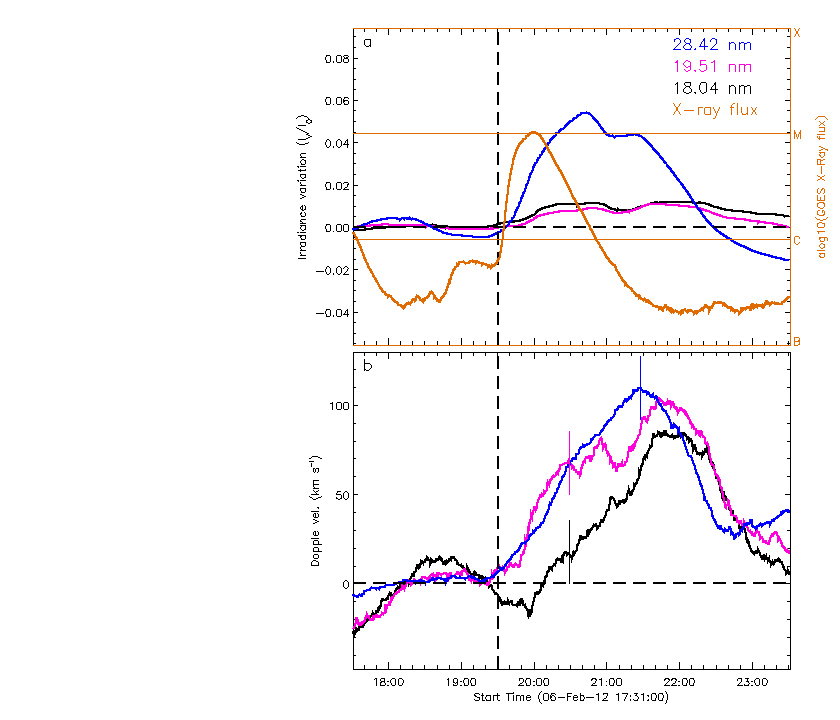 a
28.42 nm
19.51 nm
18.04 nm
X-ray flux
0.08
0.06
0.04
0.02
0.00
-0.02
-0.04
X
M
C
B
alog10(GOES X-Ray flux)
b
100
50
0
Dopple vel. (km s⁻¹)
18:00 19:00 20:00 21:00 22:00 23:00
Start Time (06-Feb-12 17:31:00)
Irradiance variation